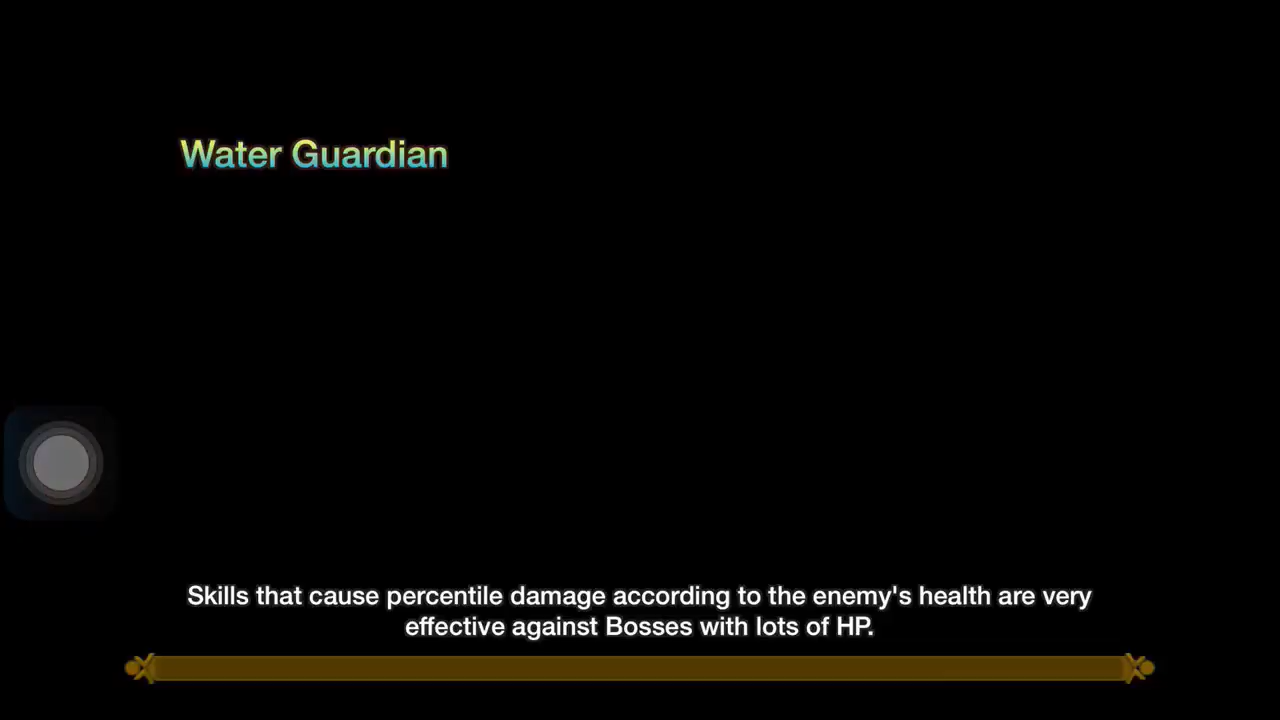 Water Guardian
Skills that cause percentile damage according to the enemy's health are very
effective against Bosses with lots of HP.